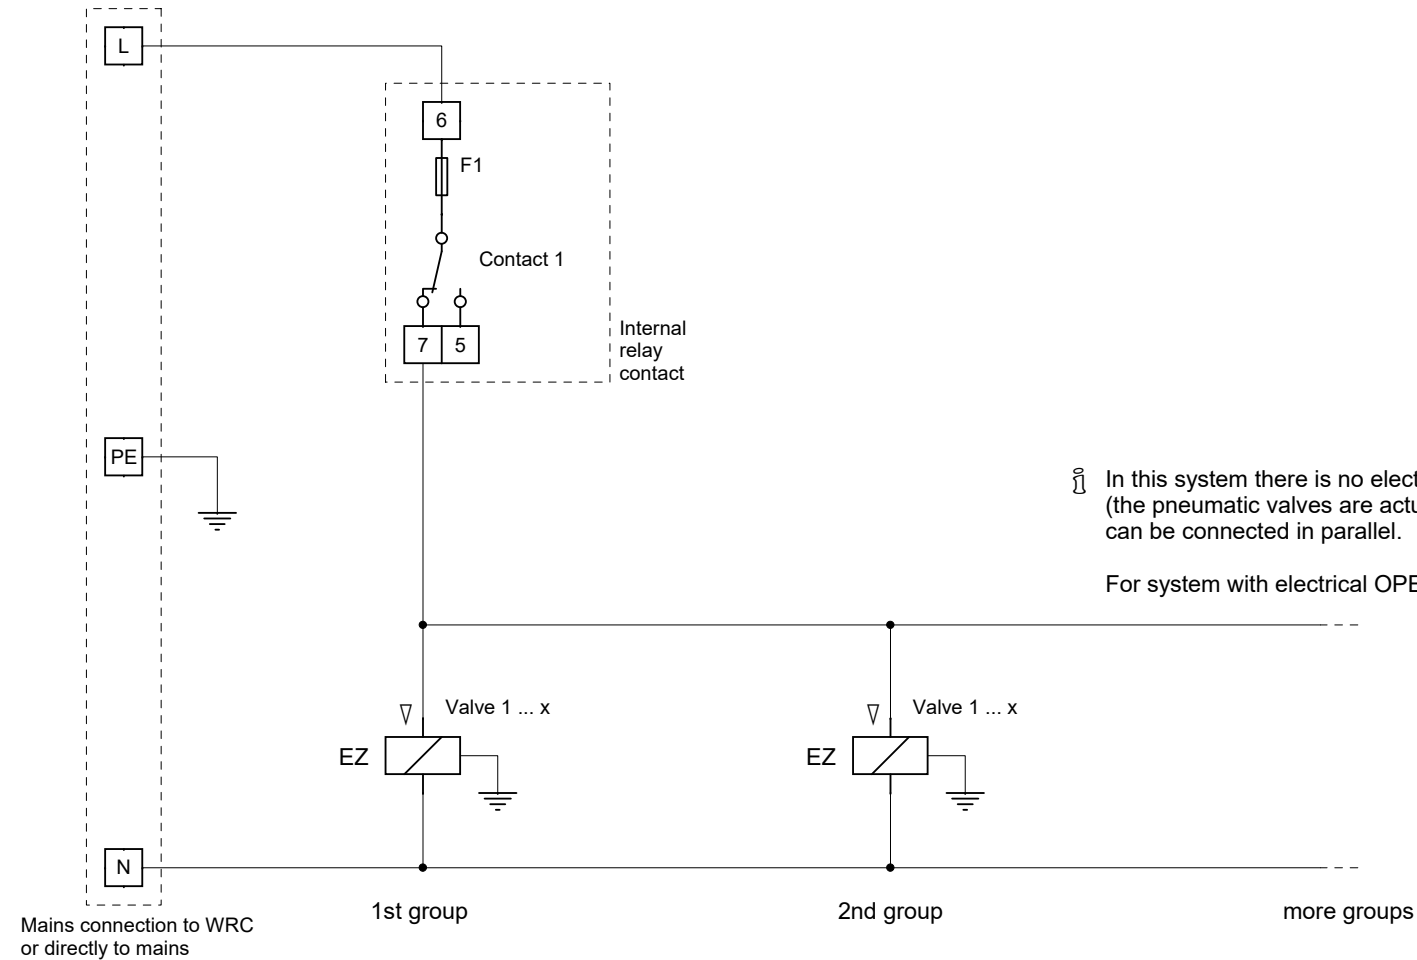 L
6
F1
Contact 1
7 5
Internal
relay
contact
PE
In this system there is no elect
(the pneumatic valves are actu
can be connected in parallel.
For system with electrical OPE
Valve 1 ... x
Valve 1 ... x
EZ
EZ
N
1st group
2nd group
more groups
Mains connection to WRC
or directly to mains